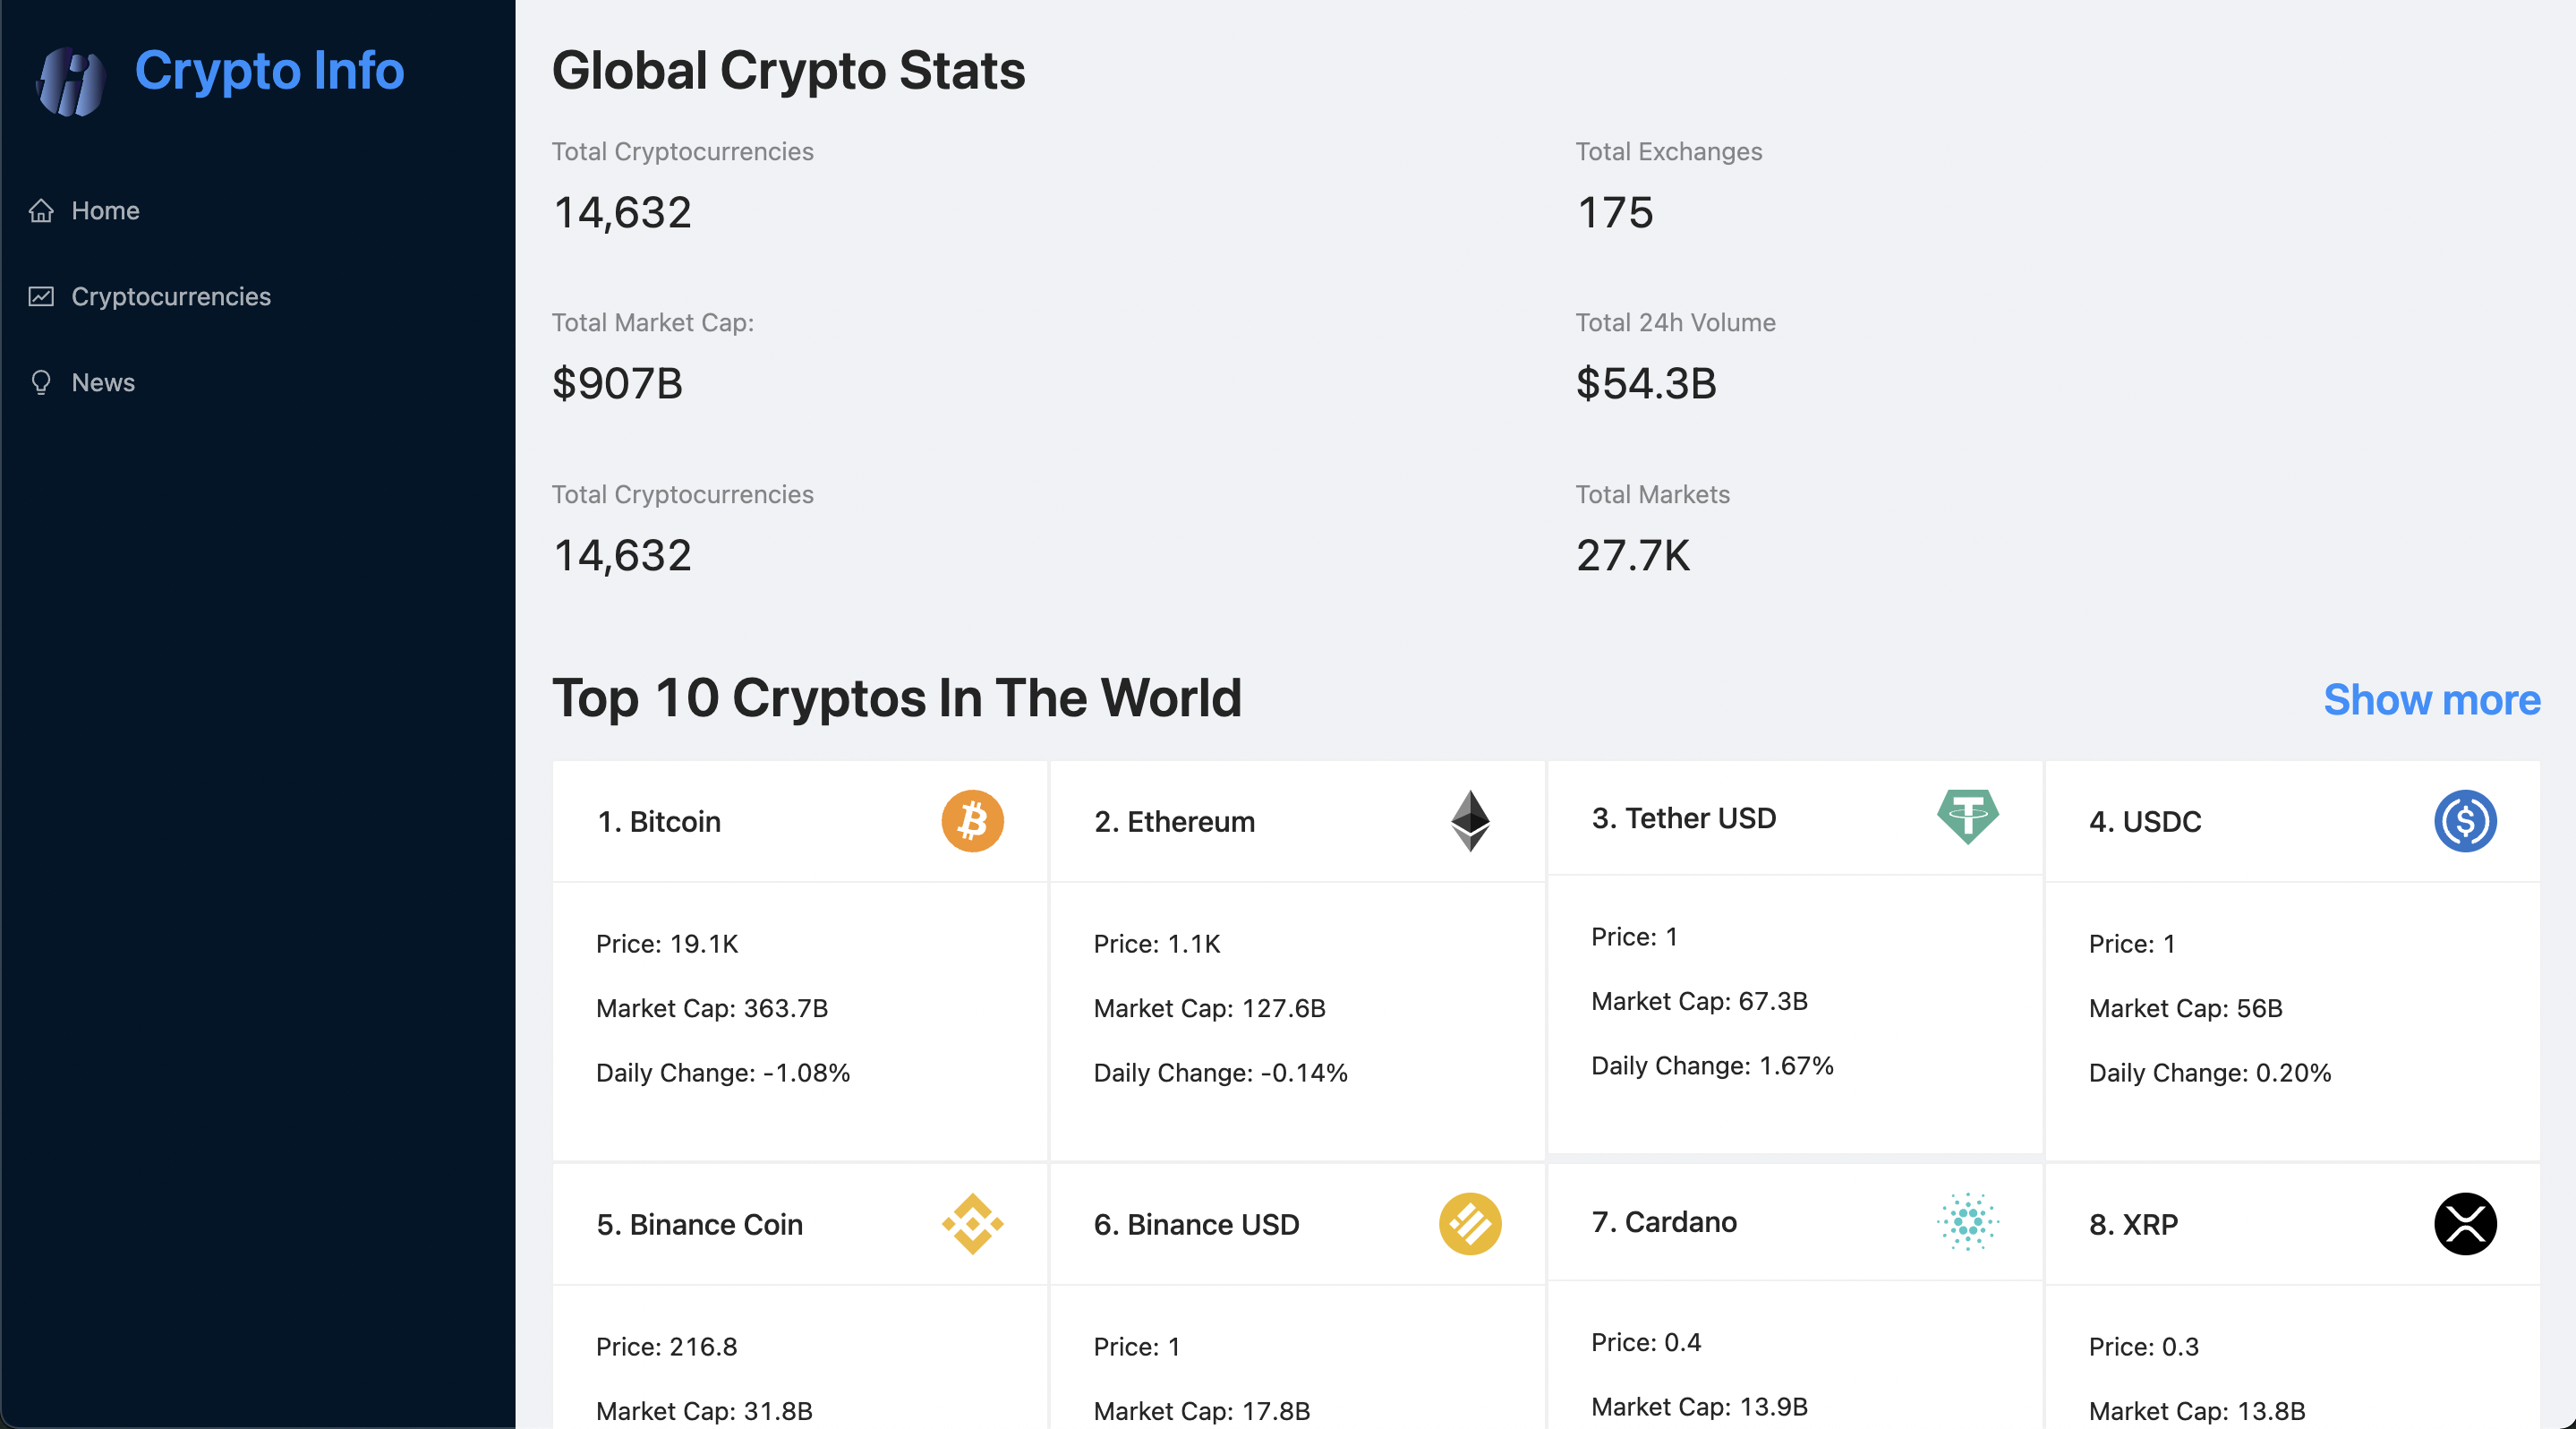 Crypto Info
Home
Cryptocurrencies
News
Global Crypto Stats
Total Cryptocurrencies
14,632
Total Exchanges
175
Total Market Cap:
$907B
Total 24h Volume
$54.3B
Total Cryptocurrencies
14,632
Total Markets
27.7K
Top 10 Cryptos In The World
Show more
1. Bitcoin
Price: 19.1K
Market Cap: 363.7B
Daily Change: -1.08%
2. Ethereum
Price: 1.1K
Market Cap: 127.6B
Daily Change: -0.14%
3. Tether USD
Price: 1
Market Cap: 67.3B
Daily Change: 1.67%
4. USDC
Price: 1
Market Cap: 56B
Daily Change: 0.20%
5. Binance Coin
Price: 216.8
Market Cap: 31.8B
6. Binance USD
Price: 1
Market Cap: 17.8B
7. Cardano
Price: 0.4
Market Cap: 13.9B
8. XRP
Price: 0.3
Market Cap: 13.8B